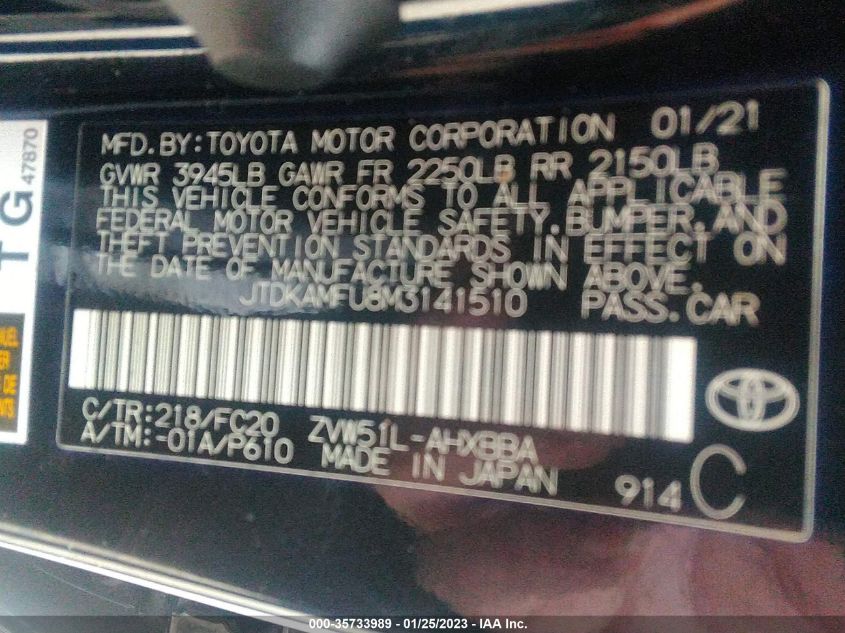 MFD.BY:TOYOTA MOTOR CORPORATION 01/21
GVWR 3945LB GAWR FR 2250LB RR 2150LB
THIS VEHICLE CONFORMS TO ALL APPLICABLE
FEDERAL MOTOR VEHICLE SAFETY,BUMPER,AND
THEFT PREVENTION STANDARDS IN EFFECT ON
THE DATE OF MANUFACTURE SHOWN ABOVE.
JTDKAMFU8M3141510 PASS.CAR
C/TR:218/FC20 ZVW51L-AHXBBA
A/TM:-01A/P610 MADE IN JAPAN
914 C
TG
47870
000-35733989 - 01/25/2023 - IAA Inc.